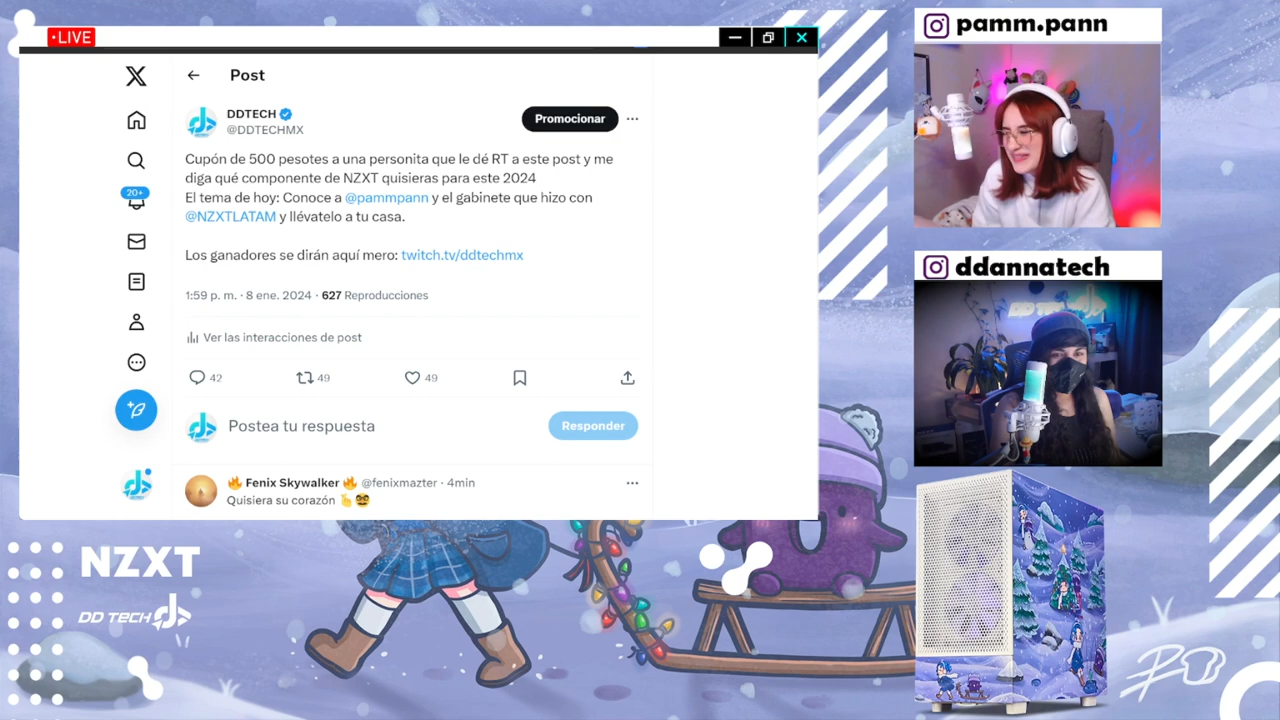 •LIVE
Post
DDTECH
@DDTECHMX
Promocionar
Cupón de 500 pesotes a una personita que le dé RT a este post y me
diga qué componente de NZXT quisieras para este 2024
El tema de hoy: Conoce a @pammpann y el gabinete que hizo con
@NZXTLATAM y llévatelo a tu casa.
Los ganadores se dirán aquí mero: twitch.tv/ddtechmx
1:59 p. m. · 8 ene. 2024 · 627 Reproducciones
Ver las interacciones de post
42 49 49
Postea tu respuesta
Responder
🔥 Fenix Skywalker 🔥 @fenixmazter · 4min
Quisiera su corazón
20+
pamm.pann
ddannatech
DD TECH
NZXT
DD TECH